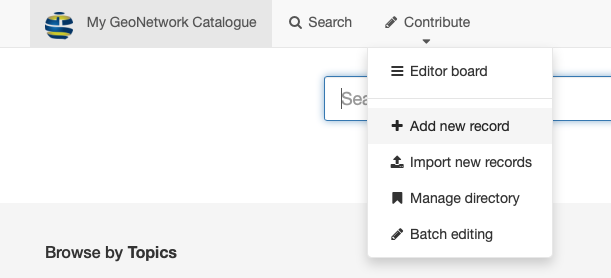 My GeoNetwork Catalogue Search Contribute
Editor board
Add new record
Import new records
Manage directory
Batch editing
Browse by Topics